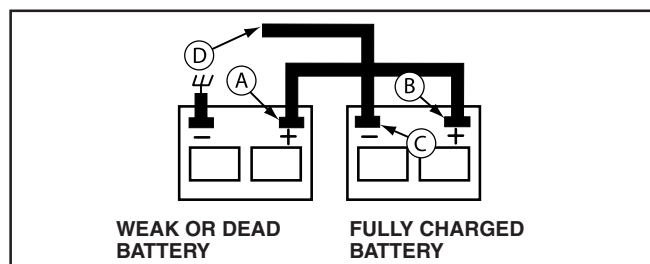 D
A
B
− + − +
C
WEAK OR DEAD
BATTERY
FULLY CHARGED
BATTERY